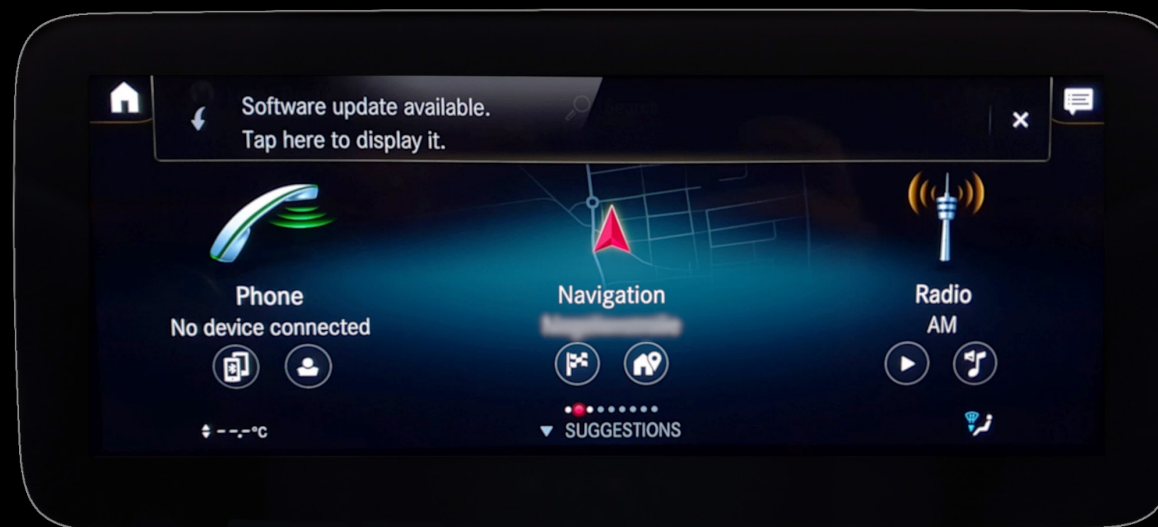 Software update available.
Tap here to display it.
Phone
No device connected
Navigation
Radio
AM
--.-°C
SUGGESTIONS